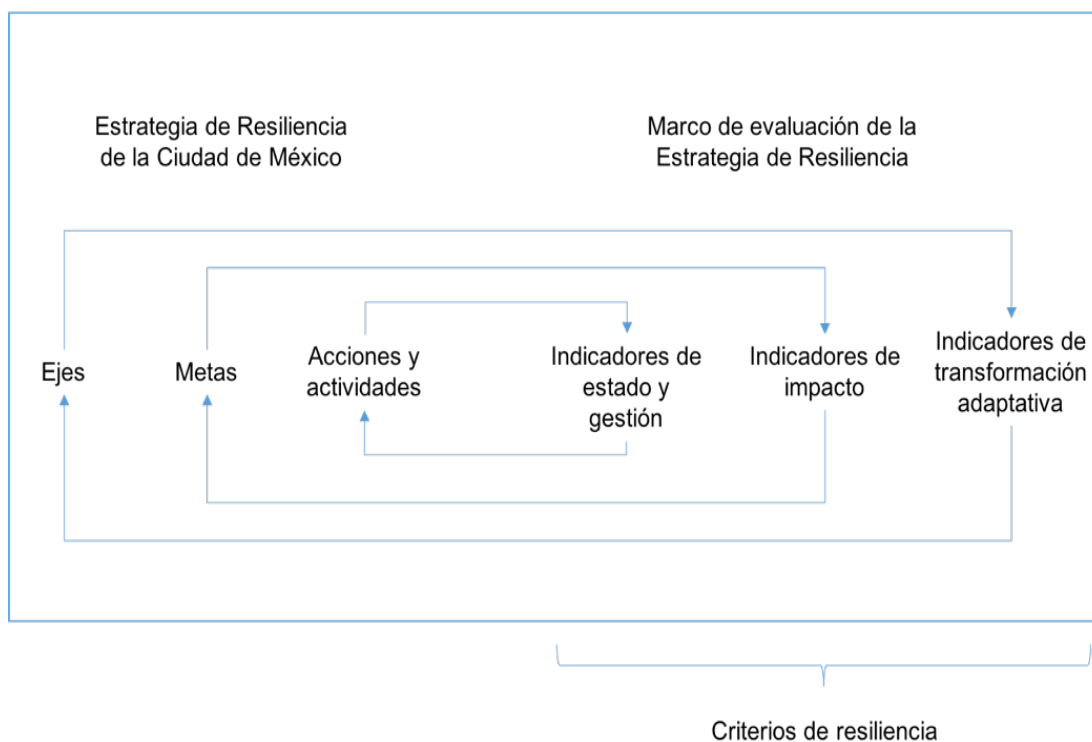 Estrategia de Resiliencia
de la Ciudad de México
Marco de evaluación de la
Estrategia de Resiliencia
Ejes
Metas
Acciones y
actividades
Indicadores de
estado y
gestión
Indicadores de
impacto
Indicadores de
transformación
adaptativa
Criterios de resiliencia